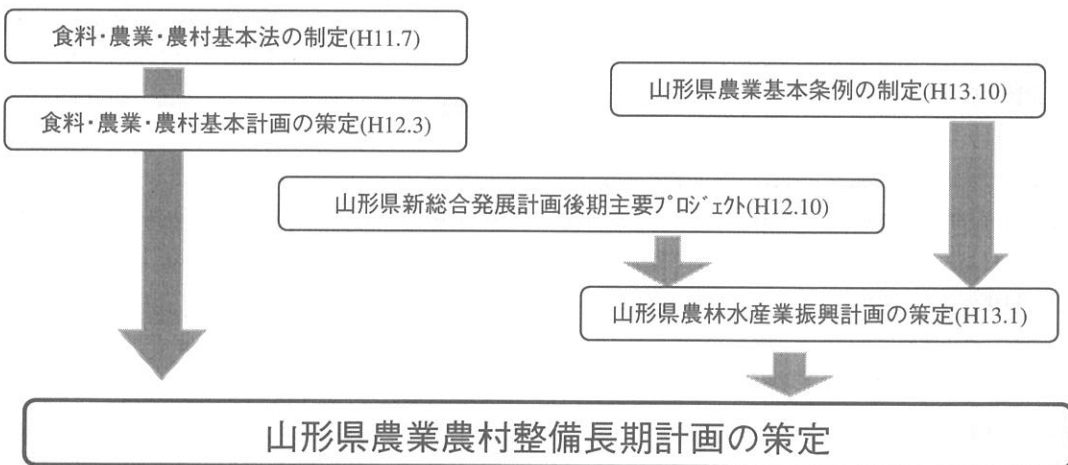 食料・農業・農村基本法の制定(H11.7)
山形県農業基本条例の制定(H13.10)
食料・農業・農村基本計画の策定(H12.3)
山形県新総合発展計画後期主要ﾌﾟﾛｼﾞｪｸﾄ(H12.10)
山形県農林水産業振興計画の策定(H13.1)
山形県農業農村整備長期計画の策定